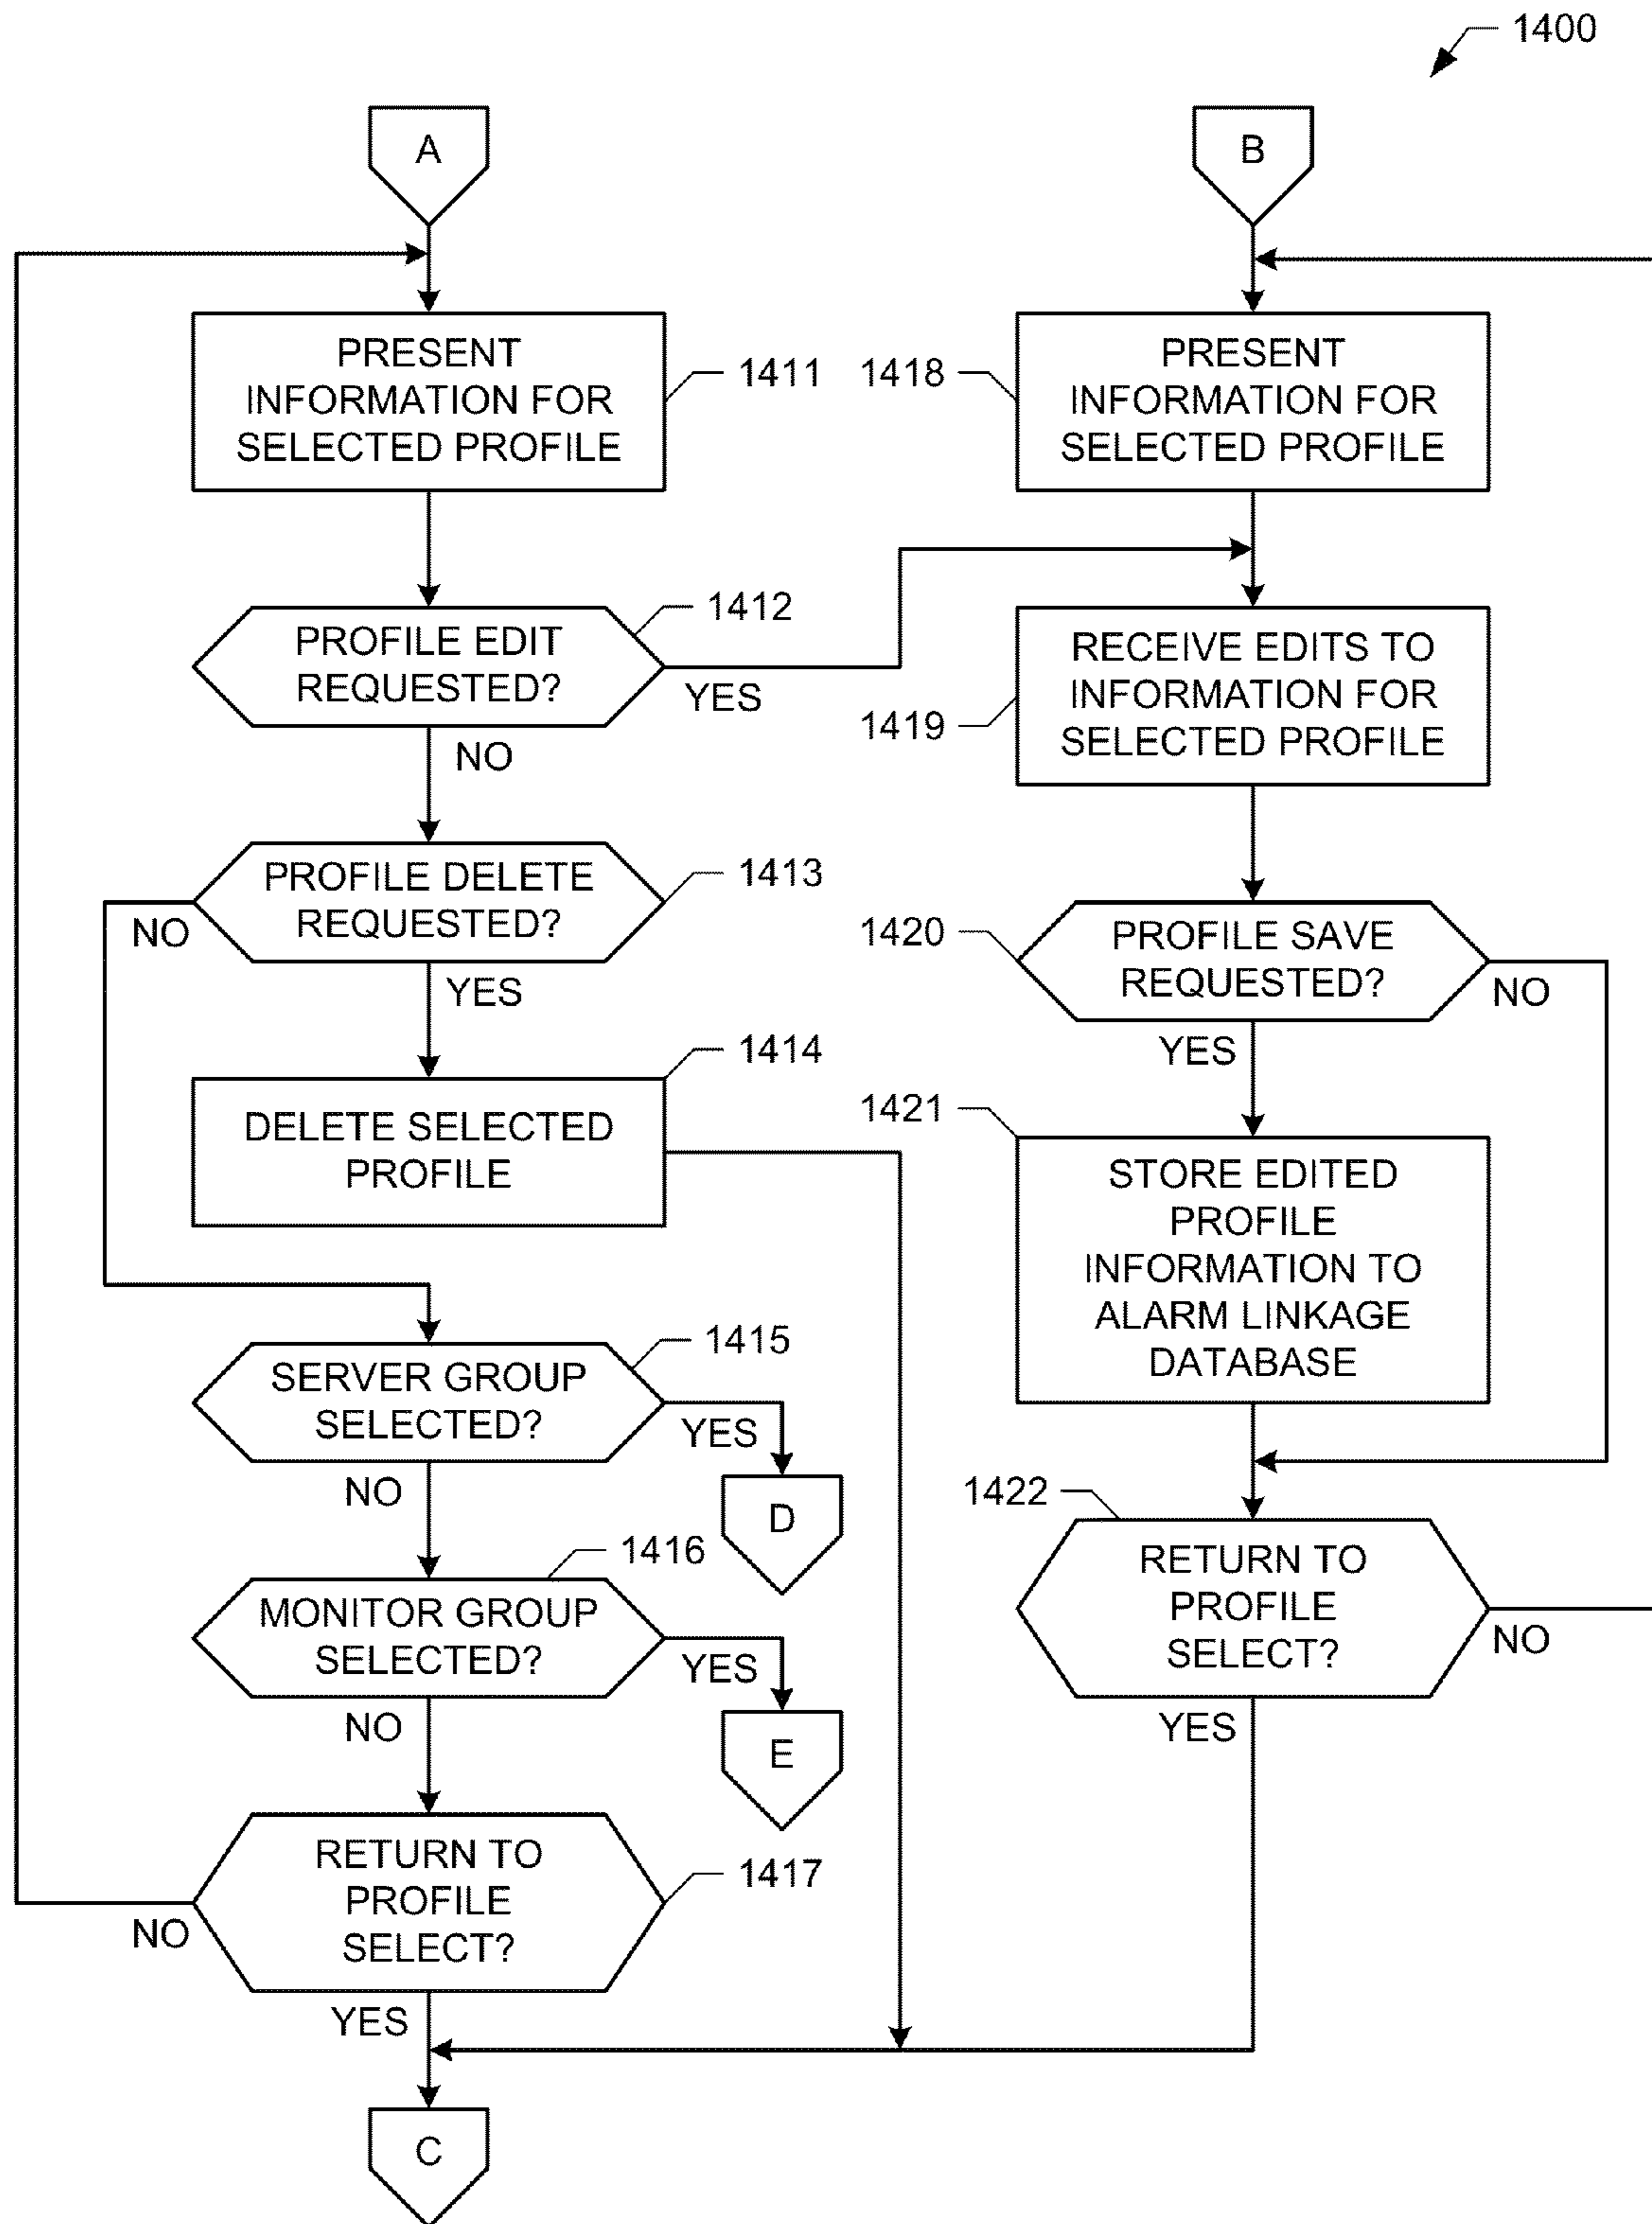 1400
A
B
PRESENT
INFORMATION FOR
SELECTED PROFILE
1411
1418
PRESENT
INFORMATION FOR
SELECTED PROFILE
PROFILE EDIT
REQUESTED?
1412
YES
NO
RECEIVE EDITS TO
INFORMATION FOR
SELECTED PROFILE
1419
PROFILE DELETE
REQUESTED?
1413
NO
YES
1420
PROFILE SAVE
REQUESTED?
NO
YES
DELETE SELECTED
PROFILE
1414
1421
STORE EDITED
PROFILE
INFORMATION TO
ALARM LINKAGE
DATABASE
SERVER GROUP
SELECTED?
1415
YES
NO
D
1422
RETURN TO
PROFILE
SELECT?
NO
YES
MONITOR GROUP
SELECTED?
1416
YES
NO
E
RETURN TO
PROFILE
SELECT?
1417
NO
YES
C